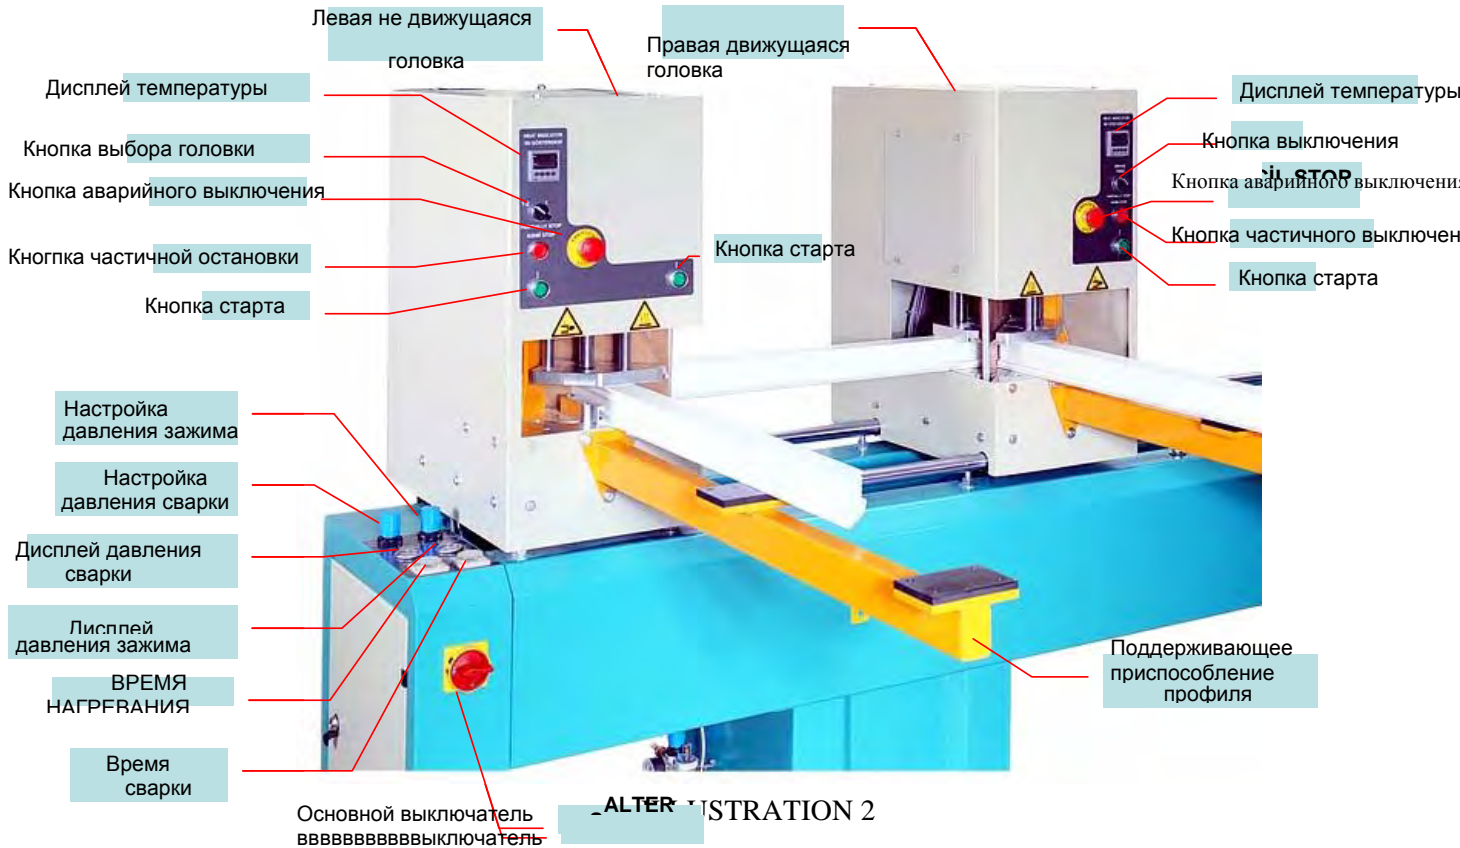 Левая не движущаяся
головка
Правая движущаяся
головка
Дисплей температуры
Дисплей температуры
Кнопка выбора головки
Кнопка выключения
Кнопка аварийного выключения
Кнопка аварийного выключения
STOP
Кногпка частичной остановки
Кнопка старта
Кнопка частичного выключен
Кнопка старта
Кнопка старта
Настройка
давления зажима
Настройка
давления сварки
Дисплей давления
сварки
Дисплей
давления зажима
ВРЕМЯ
НАГРЕВАНИЯ
Время
сварки
Поддерживающее
приспособление
профиля
Основной выключатель
ввввввввввввыключатель
ALTER
USTRATION 2